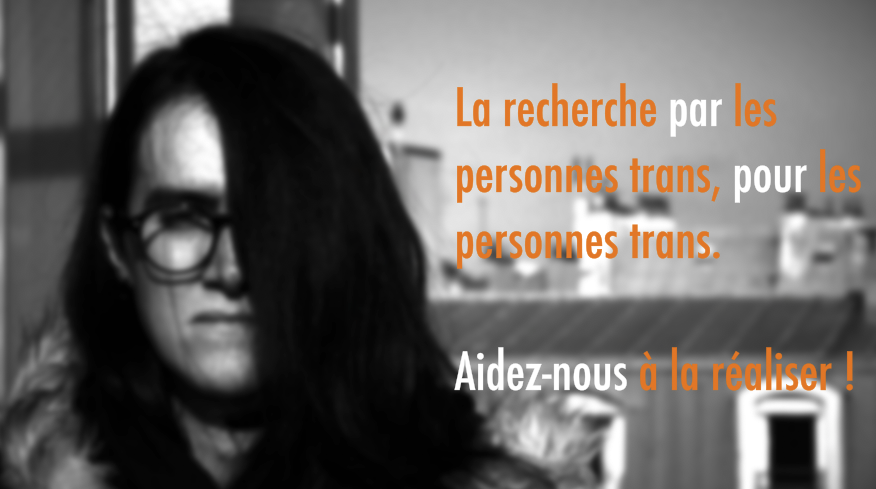 La recherche par les
personnes trans, pour les
personnes trans.
Aidez-nous à la réaliser !